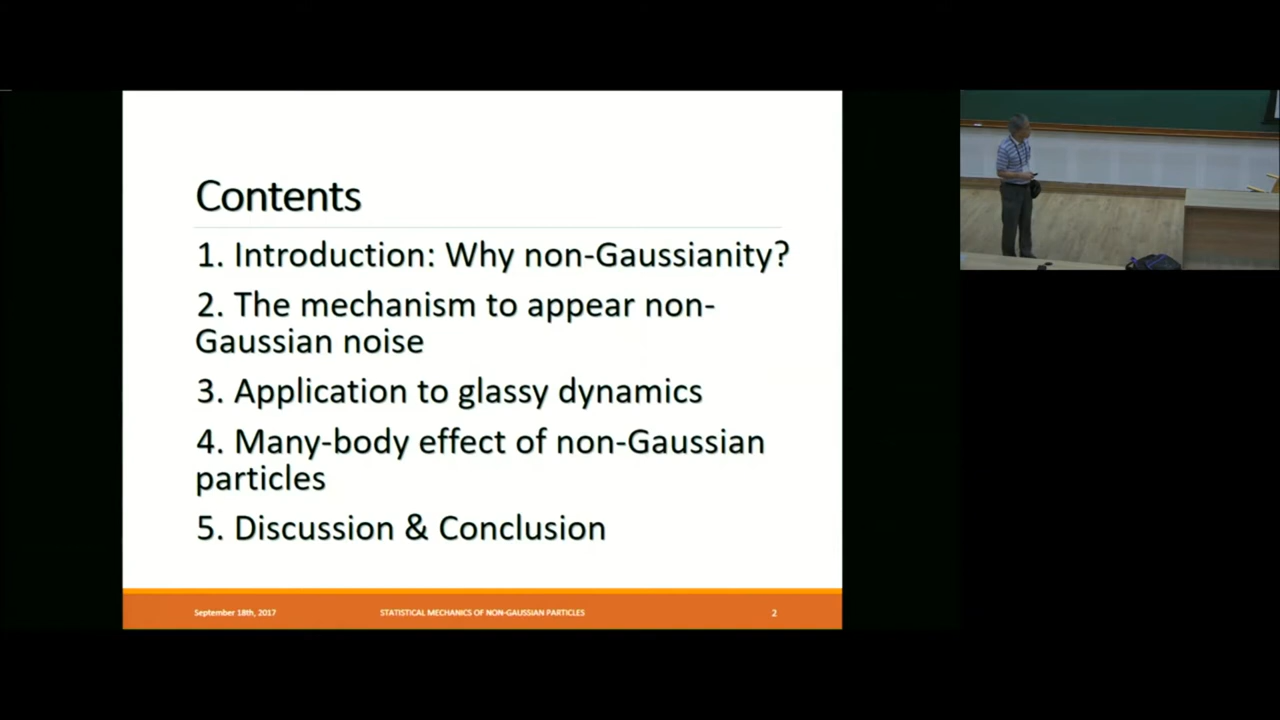 Contents
1. Introduction: Why non-Gaussianity?
2. The mechanism to appear non-
Gaussian noise
3. Application to glassy dynamics
4. Many-body effect of non-Gaussian
particles
5. Discussion & Conclusion
September 18th, 2017 STATISTICAL MECHANICS OF NON-GAUSSIAN PARTICLES 2